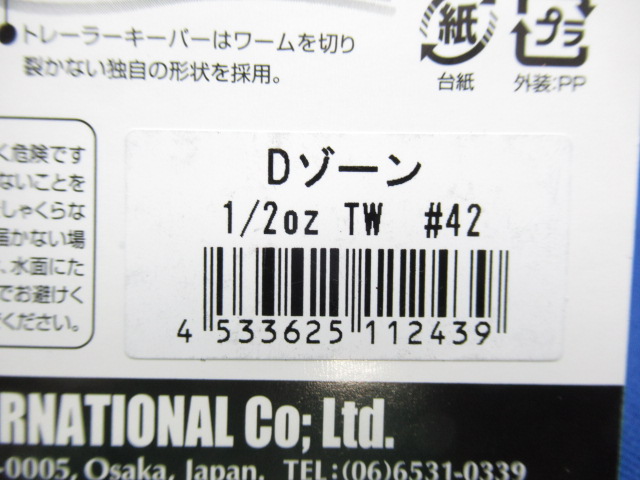 ●トレーラーキーパーはワームを切り
裂かない独自の形状を採用。
紙
台紙
プラ
外装:PP
く危険です
ないことを
しゃくらな
届かない場
、水面にた
でお避けく
ください。
Dゾーン
1/2oz TW #42
4 533625 112439
RNATIONAL Co; Ltd.
-0005, Osaka, Japan. TEL:(06)6531-0339